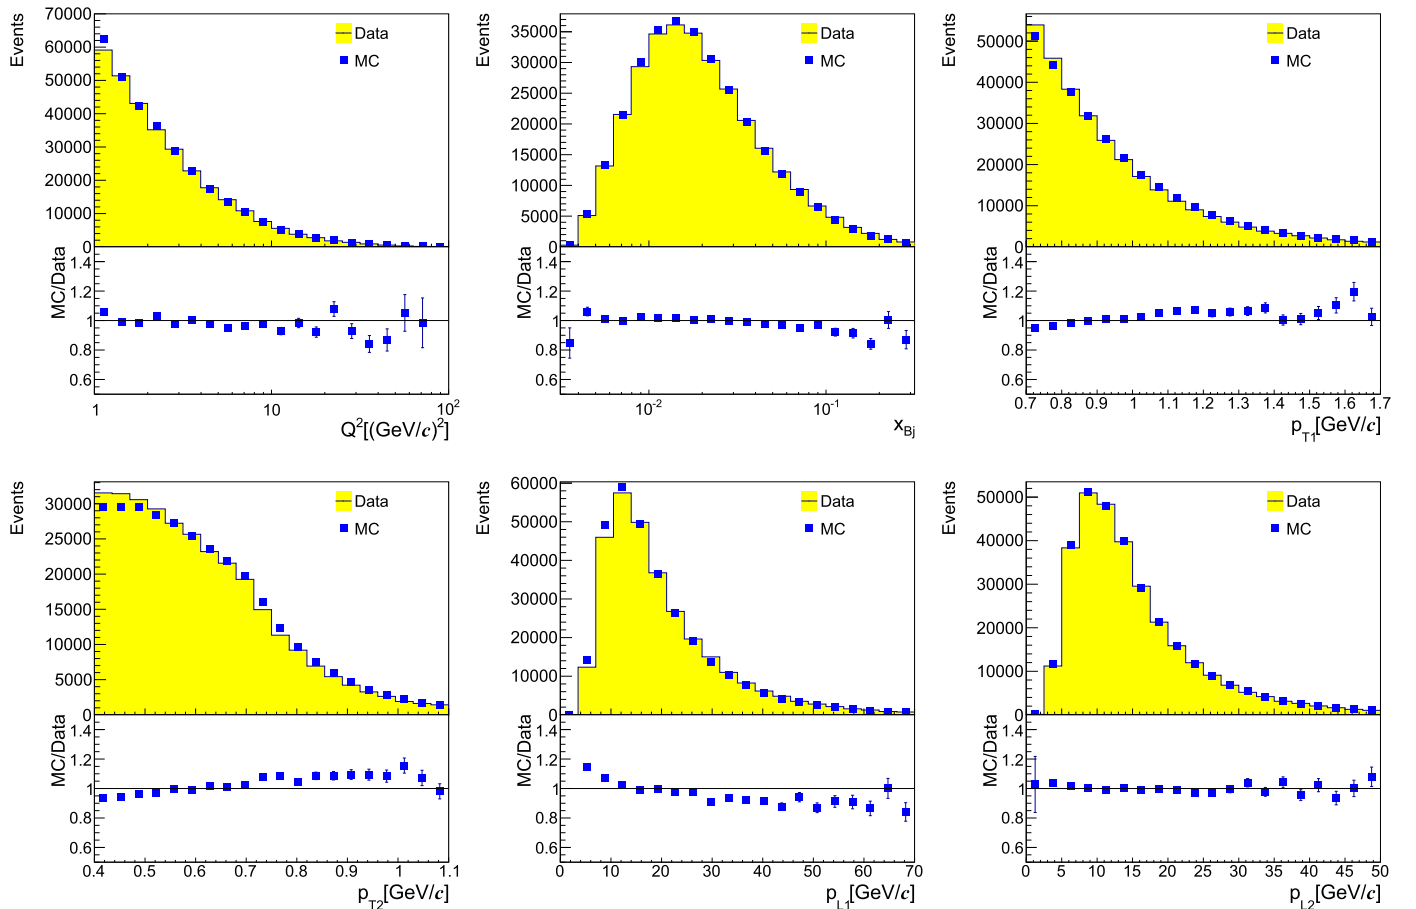 Events
70000
60000
50000
40000
30000
20000
10000
0
Data
MC
MC/Data
1.4
1.2
1
0.8
0.6
1 10 10²
Q²[(GeV/c)²]
Events
35000
30000
25000
20000
15000
10000
5000
0
Data
MC
MC/Data
1.4
1.2
1
0.8
0.6
10⁻² 10⁻¹
x_Bj
Events
50000
40000
30000
20000
10000
0
Data
MC
MC/Data
1.4
1.2
1
0.8
0.6
0.7 0.8 0.9 1 1.1 1.2 1.3 1.4 1.5 1.6 1.7
p_T1[GeV/c]
Events
30000
25000
20000
15000
10000
5000
0
Data
MC
MC/Data
1.4
1.2
1
0.8
0.6
0.4 0.5 0.6 0.7 0.8 0.9 1 1.1
p_T2[GeV/c]
Events
60000
50000
40000
30000
20000
10000
0
Data
MC
MC/Data
1.4
1.2
1
0.8
0.6
0 10 20 30 40 50 60 70
p_L1[GeV/c]
Events
50000
40000
30000
20000
10000
0
Data
MC
MC/Data
1.4
1.2
1
0.8
0.6
0 5 10 15 20 25 30 35 40 45 50
p_L2[GeV/c]